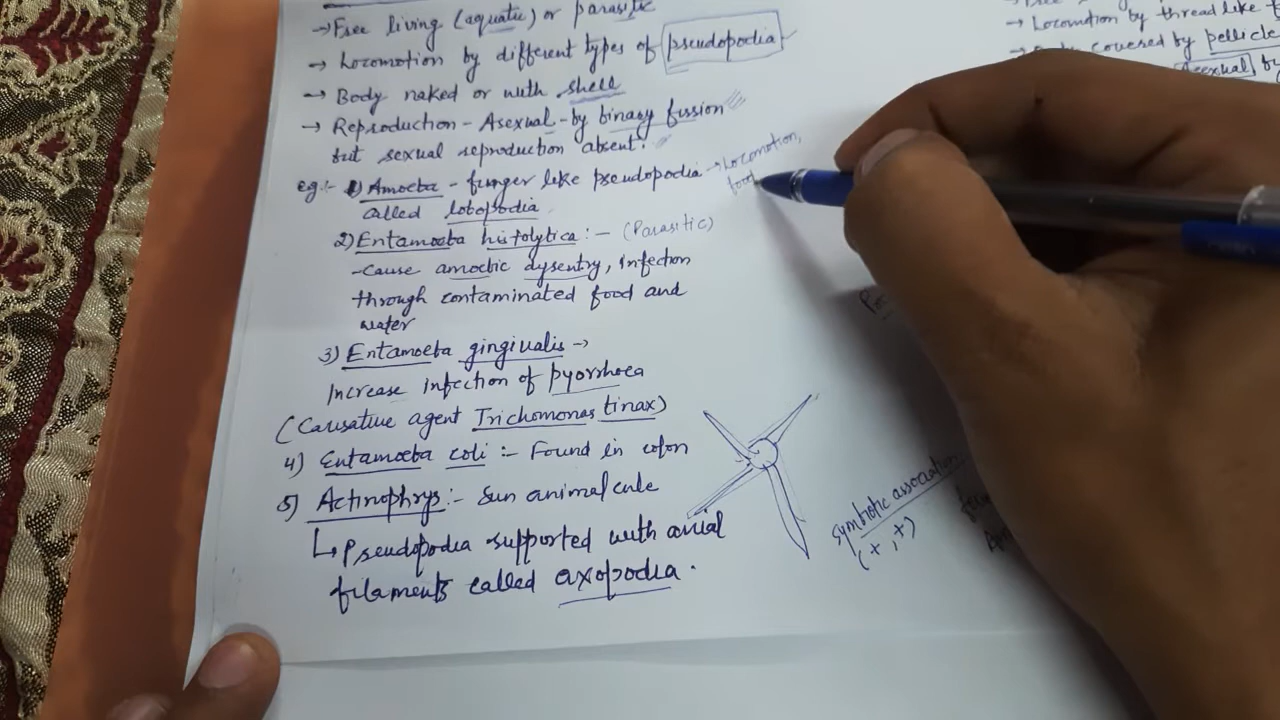 → Free living (aquatic) or parasitic
→ Locomotion by different types of pseudopodia
→ Body naked or with shell
→ Reproduction - Asexual - by binary fission
but sexual reproduction absent.
eg:- 1) Amoeba - finger like pseudopodia → Locomotion,
food
called lobopodia
2) Entamoeba histolytica :- (Parasitic)
- Cause amoebic dysentry, infection
through contaminated food and
water
3) Entamoeba gingivalis →
Increase infection of pyorrhoea
(Causative agent Trichomonas tinax)
4) Entamoeba coli :- Found in colon
5) Actinophrys :- Sun animalcule
↳ Pseudopodia supported with axial
filaments called axopodia.
symbiotic association
(+, +)
→ Locomotion by thread like
covered by pellicle
Asexual by